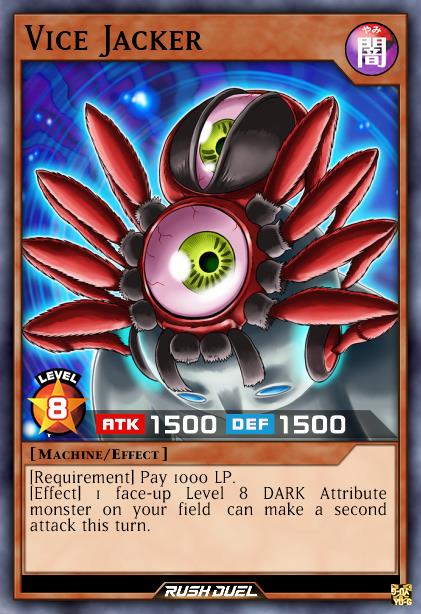 Vice Jacker
やみ
闇
LEVEL
8
ATK 1500 DEF 1500
[Machine/Effect]
[Requirement] Pay 1000 LP.
[Effect] 1 face-up Level 8 DARK Attribute
monster on your field can make a second
attack this turn.
RUSH DUEL